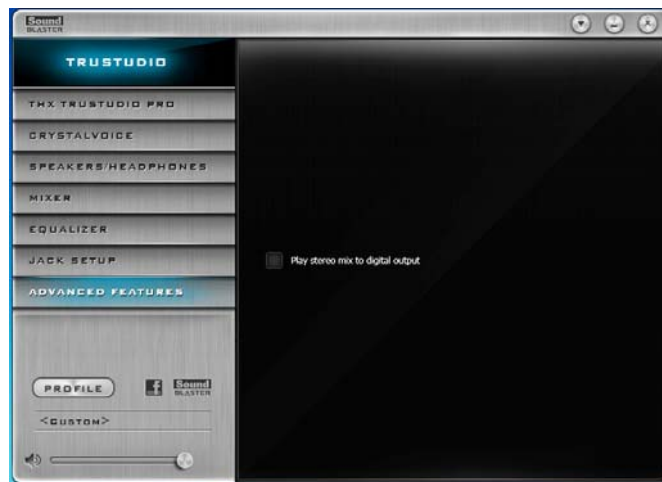 Sound
BLASTER
TRUSTUDIO
THX TRUSTUDIO PRO
CRYSTALVOICE
SPEAKERS/HEADPHONES
MIXER
EQUALIZER
JACK SETUP
Play stereo mix to digital output
ADVANCED FEATURES
PROFILE
f
Sound
BLASTER
<CUSTOM>